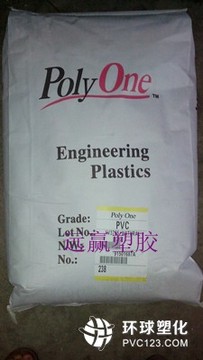 PolyOne™
Engineering
Plastics
Grade: Poly One
Lot No.: PVC
N/W:
No.: 238
远赢塑胶
环球塑化
PVC123.COM